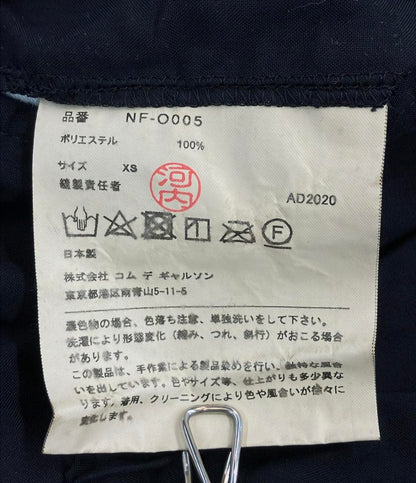 品番 NF-O005
ポリエステル 100%
サイズ XS
縫製責任者 河内 AD2020
F
日本製
株式会社 コム デ ギャルソン
東京都港区南青山5-11-5
濃色物の場合、色落ち注意、単独洗いをして下さい。
洗濯により形態変化（縮み、つれ、斜行）がおこる場合
があります。
この製品は、手作業による製品染めを行い、独特な風合
いを出しています。色やサイズ等、仕上がりも多少異な
ります。着用、クリーニングにより色や風合いが徐々に
変化します。